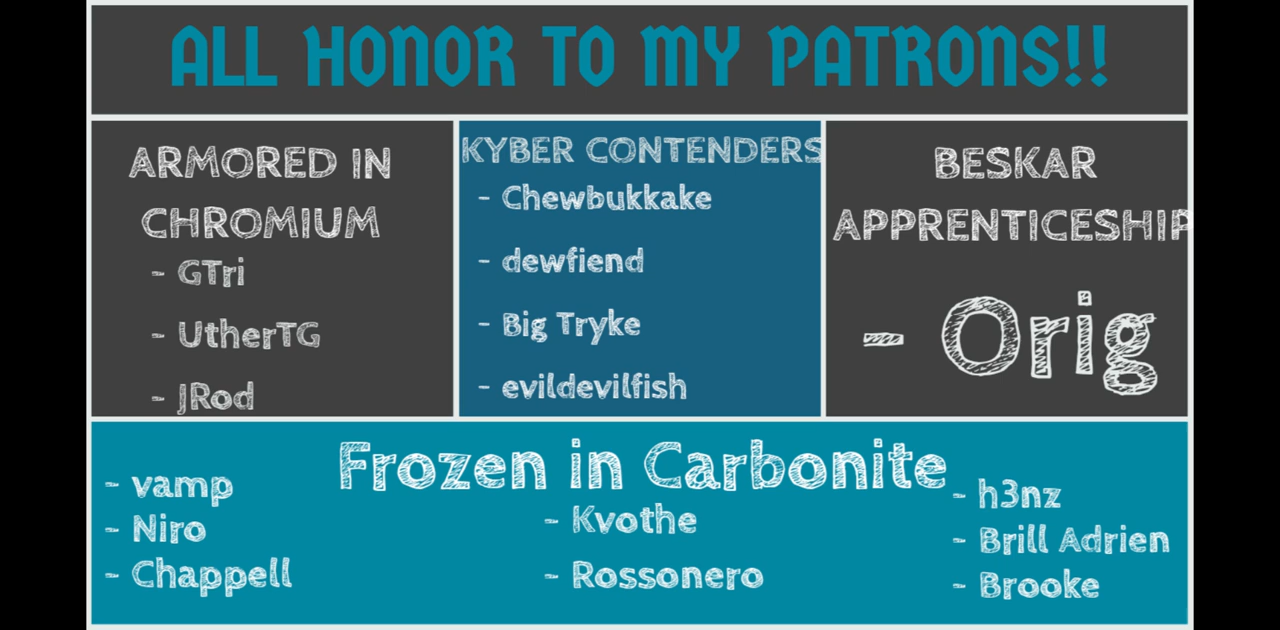 ALL HONOR TO MY PATRONS!!
ARMORED IN
CHROMIUM
- GTri
- UtherTG
- JRod
KYBER CONTENDERS
- Chewbukkake
- dewfiend
- Big Tryke
- evildevilfish
BESKAR
APPRENTICESHIP
- Orig
Frozen in Carbonite
- vamp
- Niro
- Chappell
- Kvothe
- Rossonero
- h3nz
- Brill Adrien
- Brooke